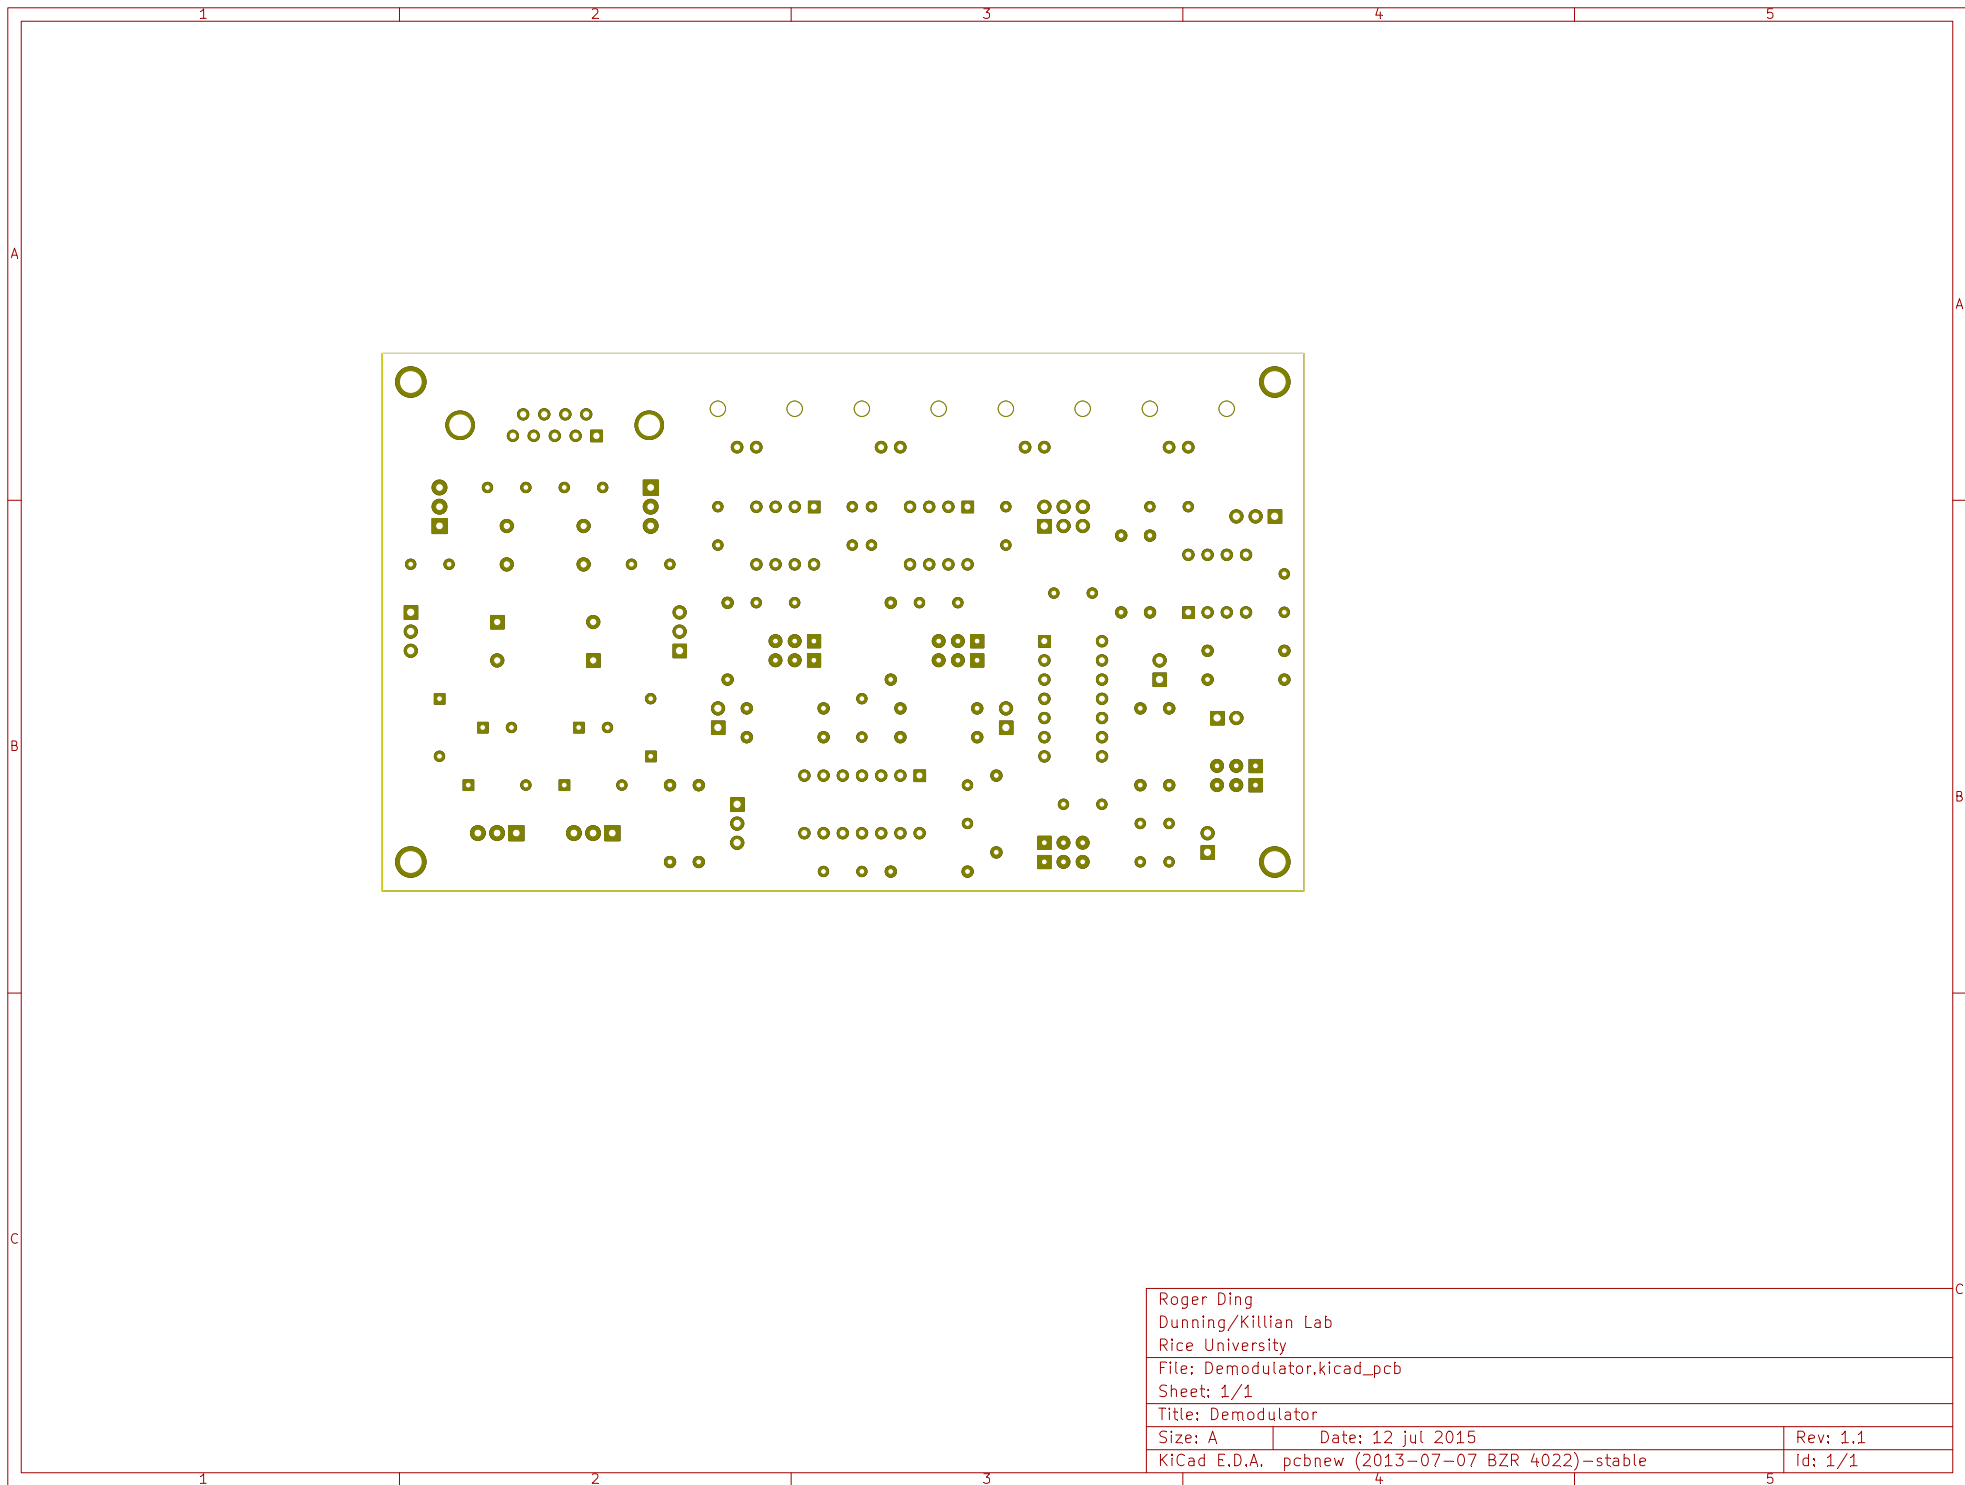 1 2 3 4 5
A
A
B
B
C
C
Roger Ding
Dunning/Killian Lab
Rice University
File: Demodulator.kicad_pcb
Sheet: 1/1
Title: Demodulator
Size: A Date: 12 jul 2015 Rev: 1.1
KiCad E.D.A. pcbnew (2013-07-07 BZR 4022)-stable Id: 1/1
1 2 3 4 5